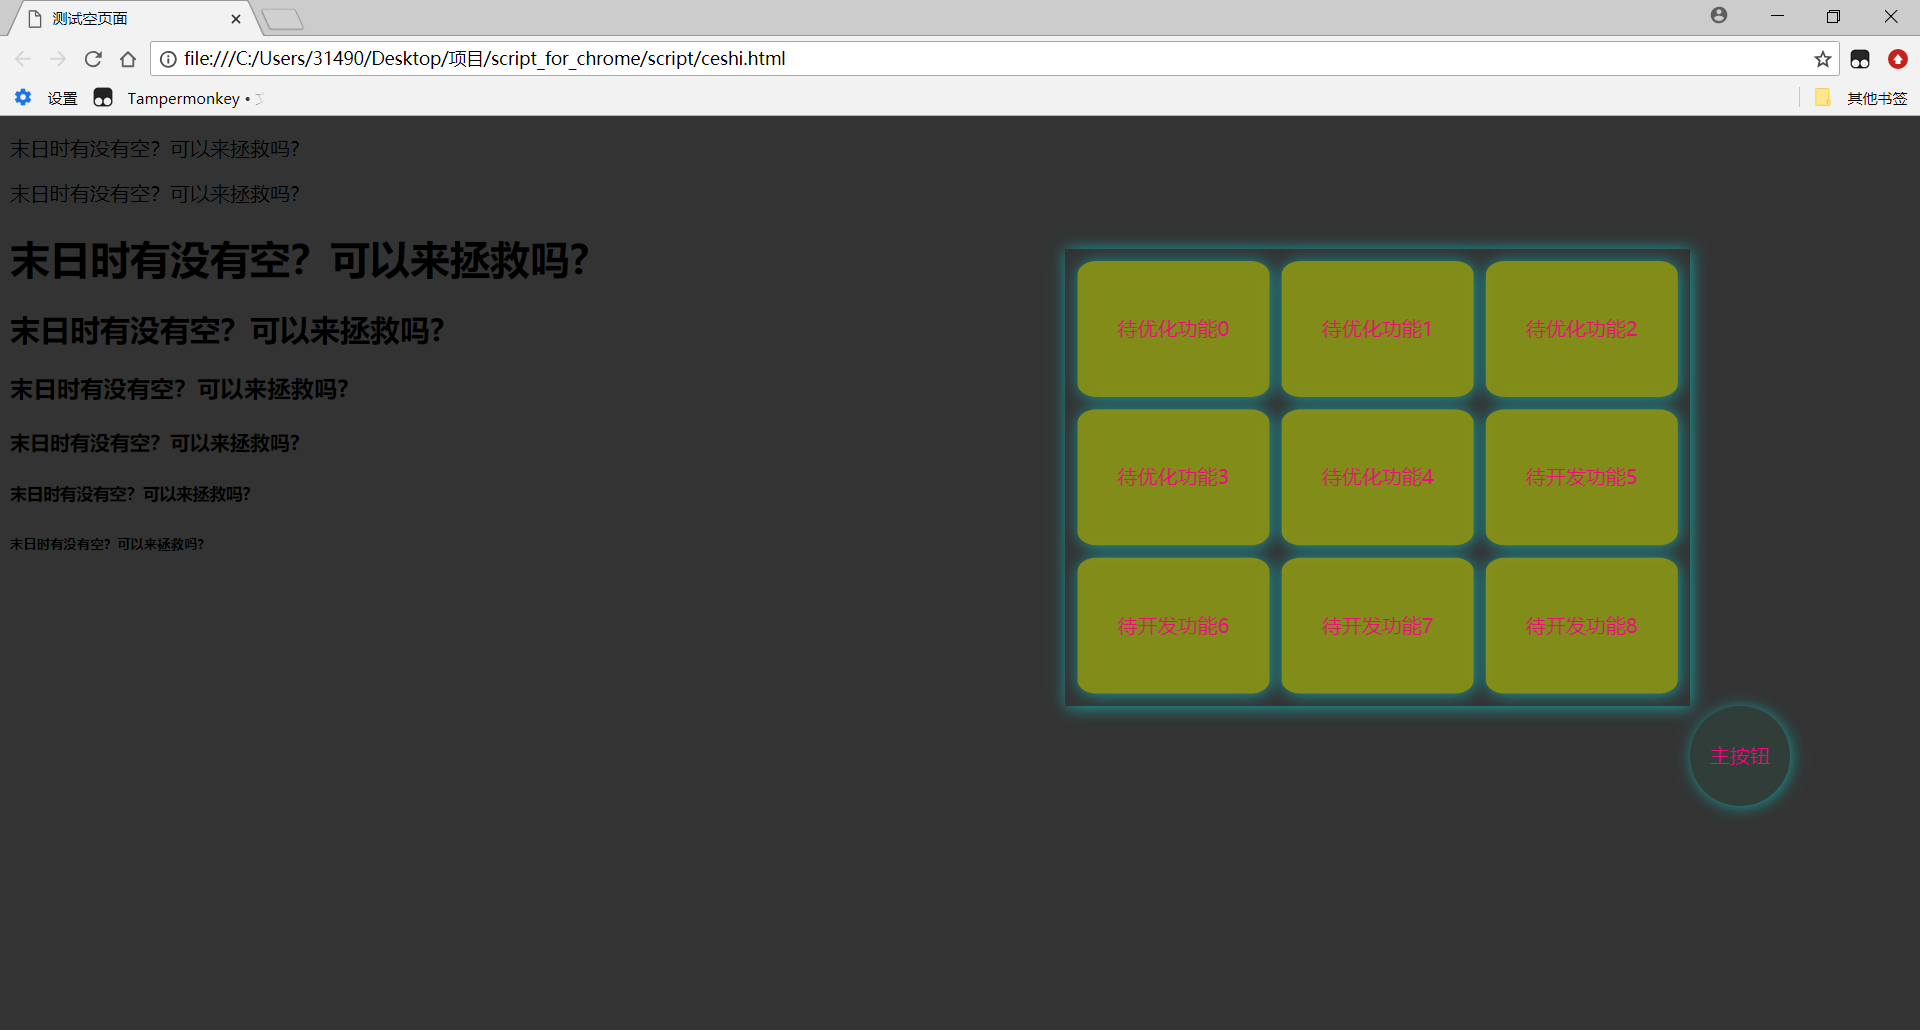 测试空页面
file:///C:/Users/31490/Desktop/项目/script_for_chrome/script/ceshi.html
设置 Tampermonkey •
其他书签
末日时有没有空？可以来拯救吗?
末日时有没有空？可以来拯救吗?
末日时有没有空？可以来拯救吗?
末日时有没有空？可以来拯救吗?
末日时有没有空？可以来拯救吗?
末日时有没有空？可以来拯救吗?
末日时有没有空？可以来拯救吗?
末日时有没有空？可以来拯救吗?
待优化功能0 待优化功能1 待优化功能2
待优化功能3 待优化功能4 待开发功能5
待开发功能6 待开发功能7 待开发功能8
主按钮